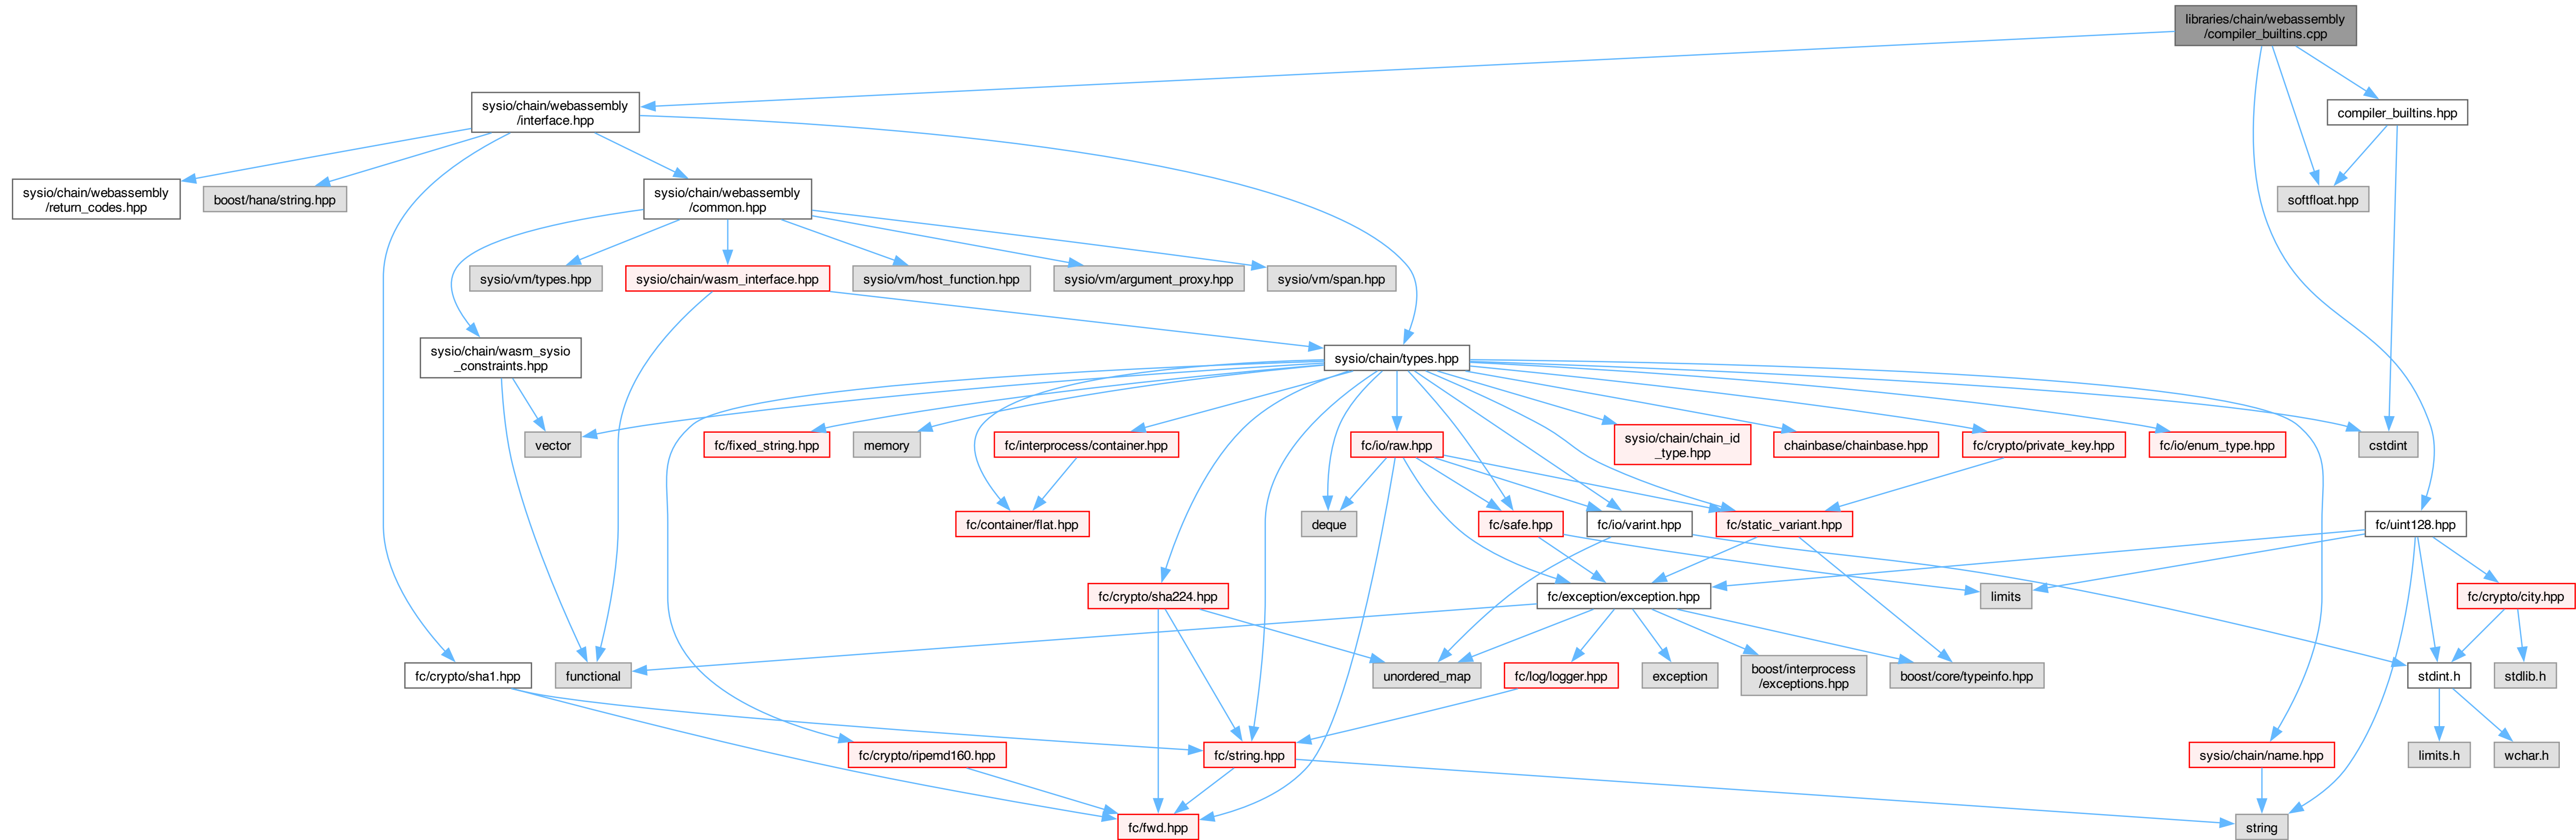 libraries/chain/webassembly
/compiler_builtins.cpp
sysio/chain/webassembly
/interface.hpp
compiler_builtins.hpp
sysio/chain/webassembly
/return_codes.hpp
boost/hana/string.hpp
sysio/chain/webassembly
/common.hpp
softfloat.hpp
sysio/vm/types.hpp
sysio/chain/wasm_interface.hpp
sysio/vm/host_function.hpp
sysio/vm/argument_proxy.hpp
sysio/vm/span.hpp
sysio/chain/wasm_sysio
_constraints.hpp
sysio/chain/types.hpp
vector
fc/fixed_string.hpp
memory
fc/interprocess/container.hpp
fc/io/raw.hpp
sysio/chain/chain_id
_type.hpp
chainbase/chainbase.hpp
fc/crypto/private_key.hpp
fc/io/enum_type.hpp
cstdint
fc/container/flat.hpp
deque
fc/safe.hpp
fc/io/varint.hpp
fc/static_variant.hpp
fc/uint128.hpp
fc/crypto/sha224.hpp
fc/exception/exception.hpp
limits
fc/crypto/city.hpp
fc/crypto/sha1.hpp
functional
unordered_map
fc/log/logger.hpp
exception
boost/interprocess
/exceptions.hpp
boost/core/typeinfo.hpp
stdint.h
stdlib.h
fc/crypto/ripemd160.hpp
fc/string.hpp
sysio/chain/name.hpp
limits.h
wchar.h
fc/fwd.hpp
string